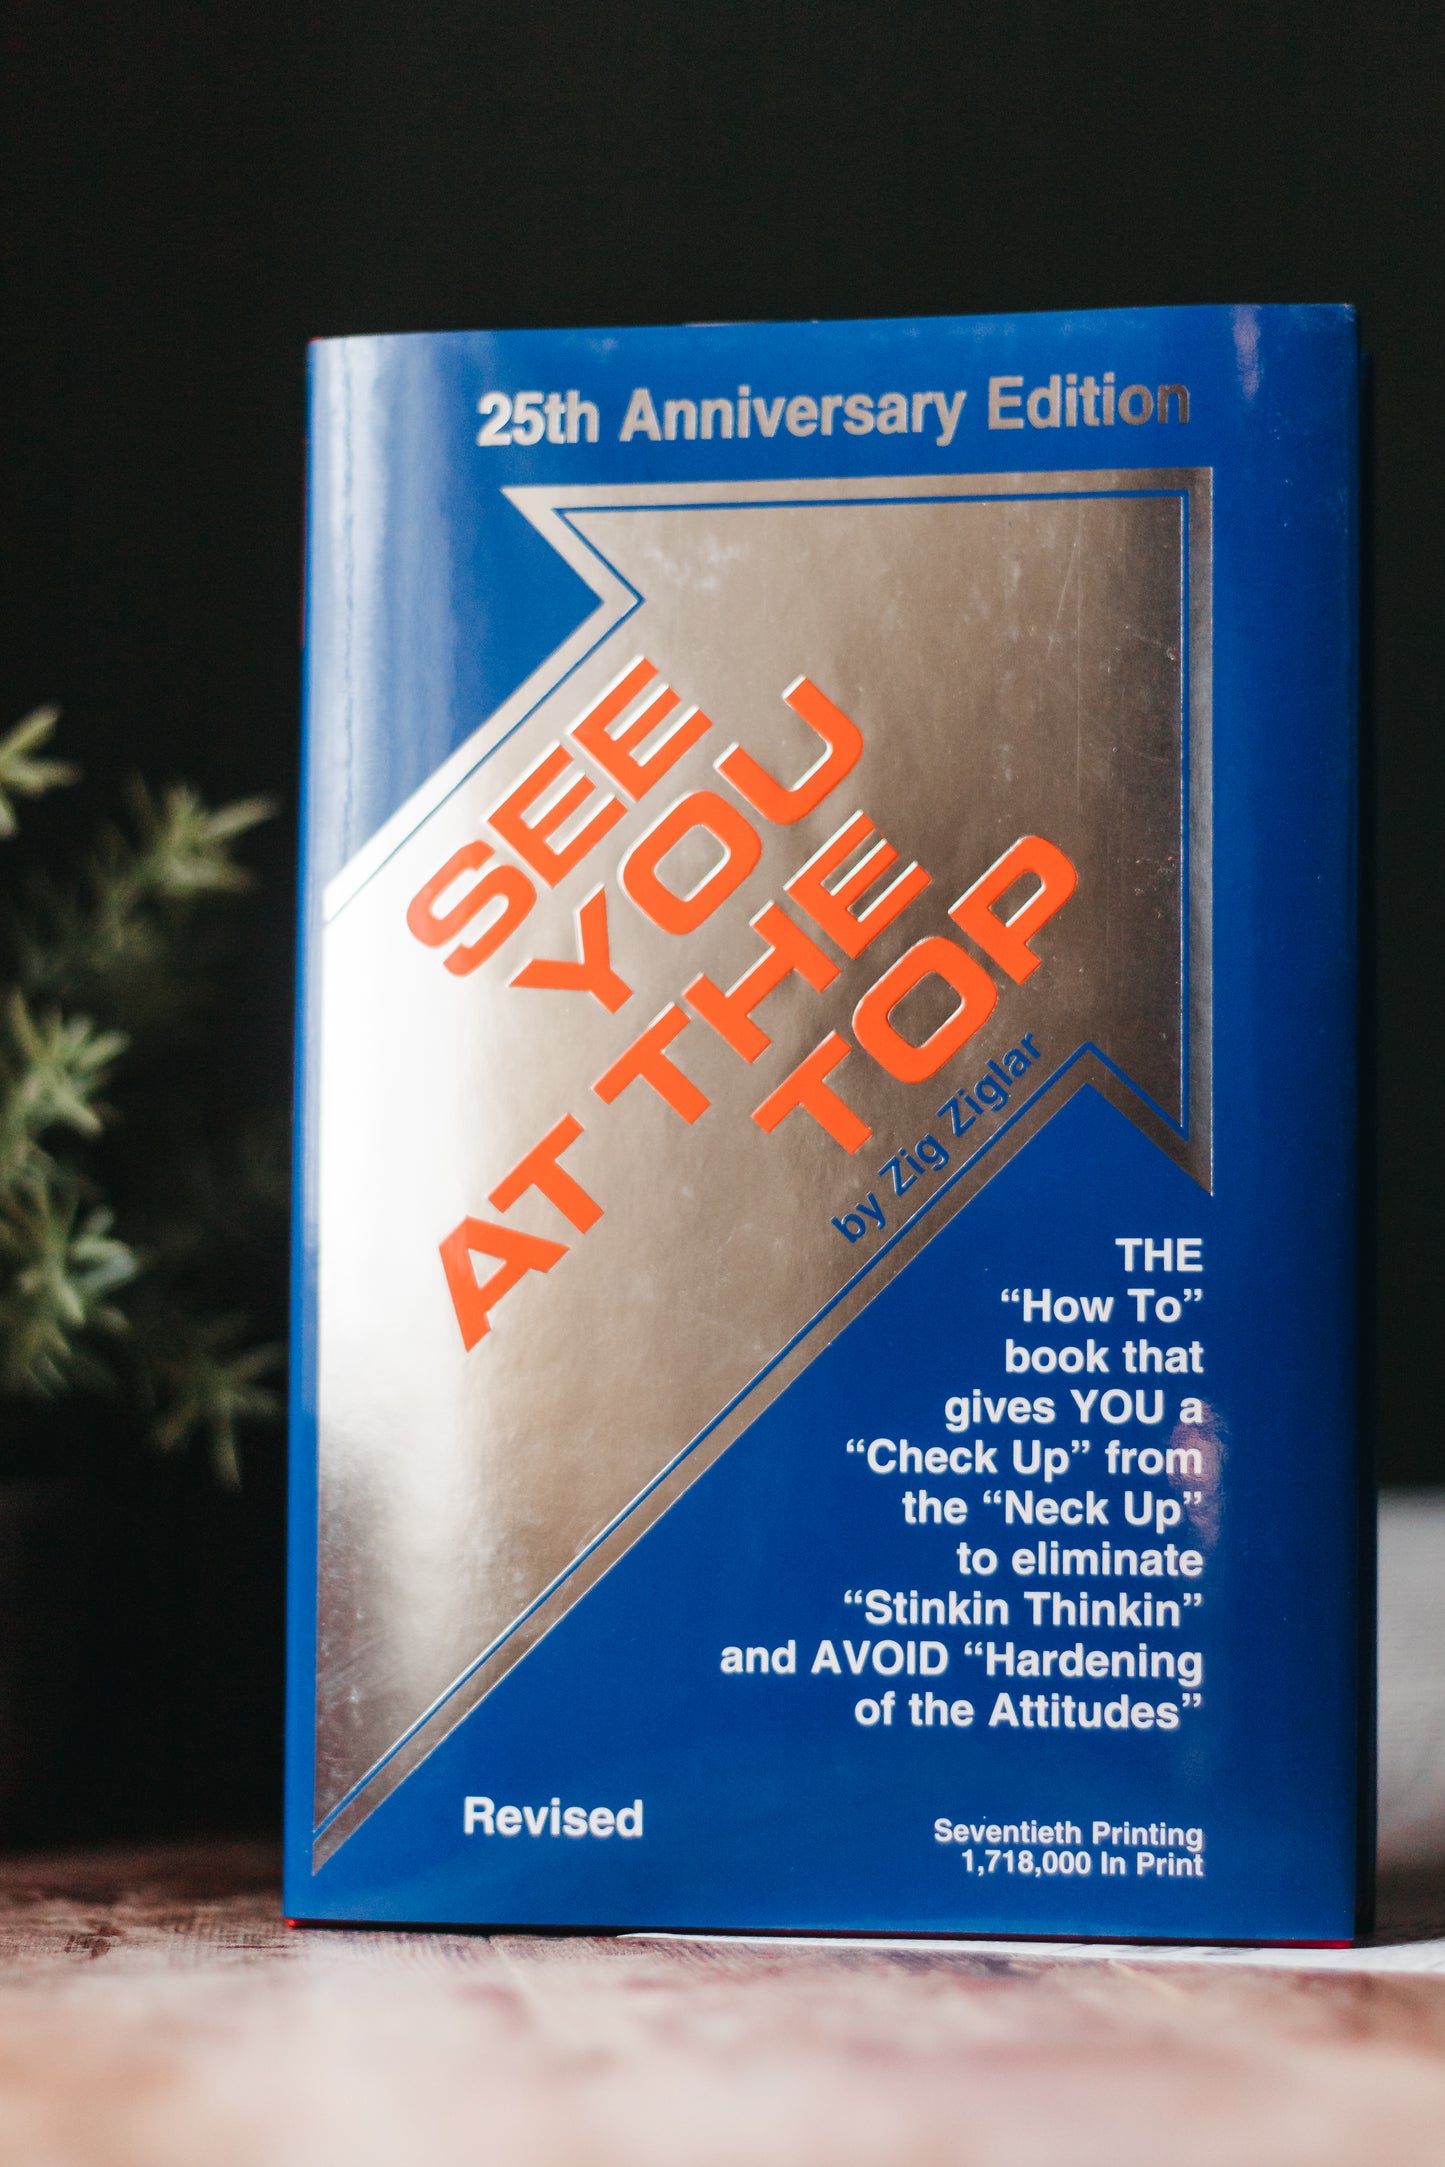 25th Anniversary Edition
SEE
YOU
AT THE
TOP
by Zig Ziglar
THE
“How To”
book that
gives YOU a
“Check Up” from
the “Neck Up”
to eliminate
“Stinkin Thinkin”
and AVOID “Hardening
of the Attitudes”
Revised
Seventieth Printing
1,718,000 In Print